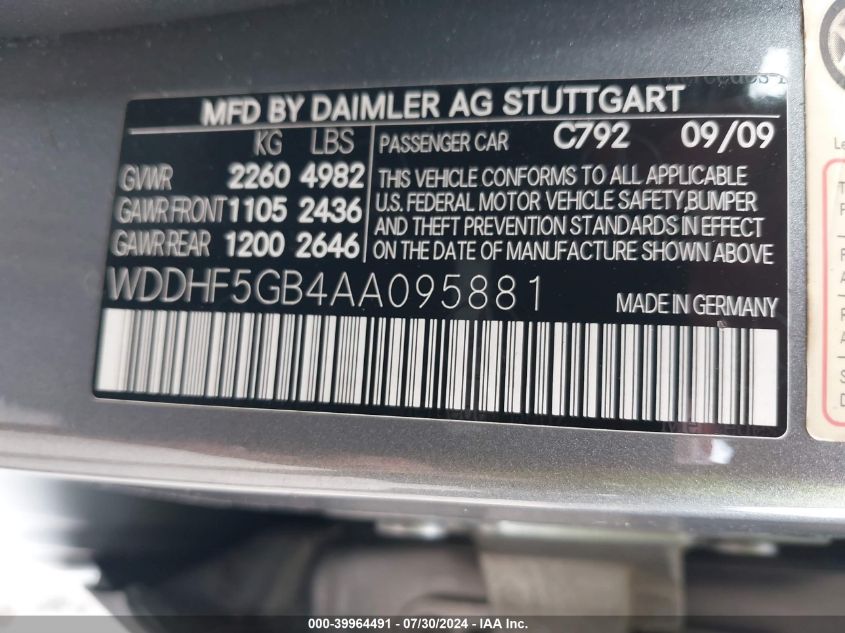 MFD BY DAIMLER AG STUTTGART
KG LBS
GVWR 2260 4982
GAWR FRONT 1105 2436
GAWR REAR 1200 2646
PASSENGER CAR C792 09/09
THIS VEHICLE CONFORMS TO ALL APPLICABLE
U.S. FEDERAL MOTOR VEHICLE SAFETY,BUMPER
AND THEFT PREVENTION STANDARDS IN EFFECT
ON THE DATE OF MANUFACTURE SHOWN ABOVE
WDDHF5GB4AA095881 MADE IN GERMANY
000-39964491 - 07/30/2024 - IAA Inc.